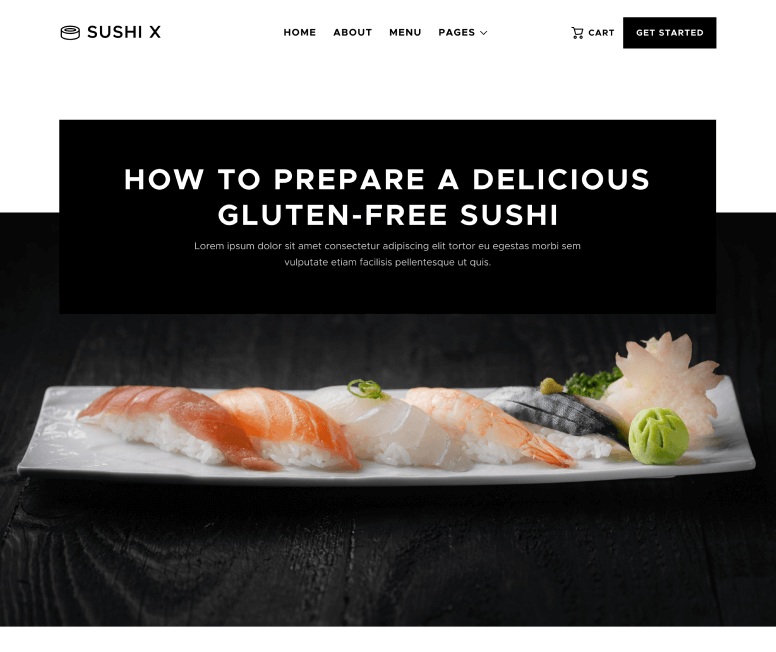 SUSHI X
HOME ABOUT MENU PAGES
CART
GET STARTED
HOW TO PREPARE A DELICIOUS
GLUTEN-FREE SUSHI
Lorem ipsum dolor sit amet consectetur adipiscing elit tortor eu egestas morbi sem
vulputate etiam facilisis pellentesque ut quis.